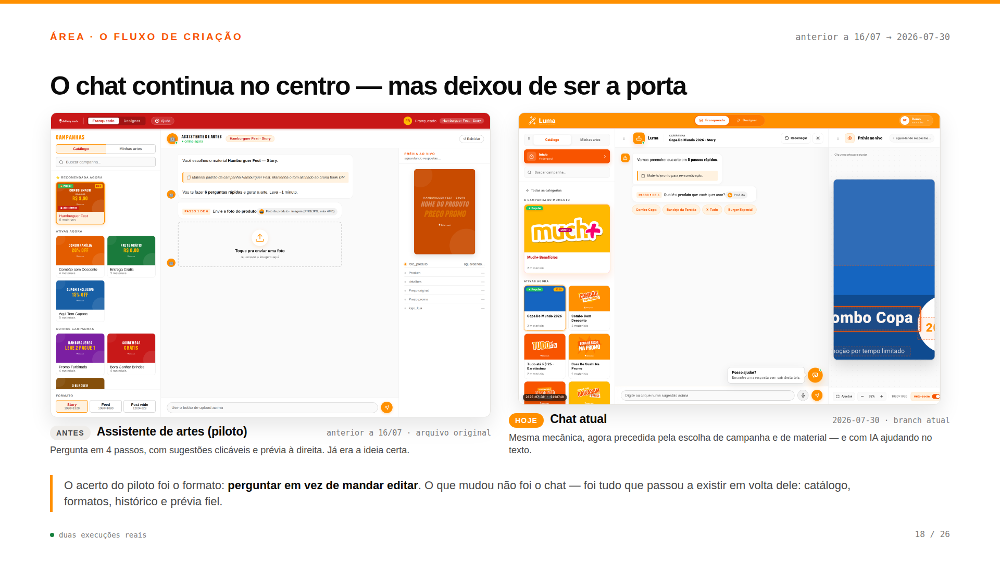 ÁREA · O FLUXO DE CRIAÇÃO
anterior a 16/07 → 2026-07-30
O chat continua no centro — mas deixou de ser a porta
delivery much
Franqueado
Designer
Ajuda
FR
Franqueado
Hamburguer Fest · Story
CAMPANHAS
Catálogo
Minhas artes
Buscar campanha...
RECOMENDADA AGORA
Popular
COMBO SMASH
R$ 9,90
Hamburguer Fest
6 materiais
ATIVAS AGORA
COMBO FAMÍLIA
20% OFF
FRETE GRÁTIS
R$ 0,00
Combão com Desconto
4 materiais
Entrega Grátis
3 materiais
CUPOM EXCLUSIVO
15% OFF
Aqui Tem Cupons
5 materiais
OUTRAS CAMPANHAS
HAMBÚRGUERES
LEVE 2 PAGUE 1
SOBREMESA
GRÁTIS
Promo Turbinada
4 materiais
Bora Ganhar Brindes
4 materiais
X BURGUER
FORMATO
Story
1080×1920
Feed
1080×1080
Post wide
1200×628
ASSISTENTE DE ARTES
online agora
Hamburguer Fest · Story
Reiniciar
Você escolheu o material Hamburguer Fest — Story.
Material padrão da campanha Hamburguer Fest. Mantenha o tom alinhado ao brand book DM.
Vou te fazer 6 perguntas rápidas e gerar a arte. Leva ~1 minuto.
PASSO 1 DE 6
Envie a foto do produto
Foto do produto · imagem (PNG/JPG, máx 4MB)
Toque pra enviar uma foto
ou arraste a imagem aqui
Use o botão de upload acima
PRÉVIA AO VIVO
aguardando respostas...
HAMBURGUER FEST · STORY
NOME DO PRODUTO
PREÇO PROMO
delivery much
foto_produto
aguardando...
Produto
—
detalhes
—
Preço original
—
Preço promo
—
logo_loja
—
Luma
Franqueado
Designer
DE
Demo
Catálogo
Minhas artes
Início
Visão geral
Buscar campanha...
← Todas as categorias
A CAMPANHA DO MOMENTO
Popular
much+
MUCH+
Much+ Benefícios
2 materiais
ATIVAS AGORA
Popular
2026
COMBÃO
COM DESCONTO
Copa Do Mundo 2026
2 materiais
Combo Com
Desconto
2 materiais
TUDO
BORA DE SUSHI
NA PROMO
Tudo até R$ 25 -
Baratíssimo
2 materiais
Bora De Sushi Na
Promo
2 materiais
DESCONTO
BAIXARAM
2026-07-30 · 5408748
Luma
CAMPANHA
Copa Do Mundo 2026 · Story
Recomeçar
Vamos preencher sua arte em 5 passos rápidos.
Material pronto para personalização.
PASSO 1 DE 5
Qual é o produto que você quer usar?
Produto
Combo Copa
Bandeja da Torcida
X-Tudo
Burger Especial
Posso ajudar?
Encontre uma resposta sem sair desta tela.
Digite ou clique numa sugestão acima
Prévia ao vivo
aguardando respostas...
Clique na arte para ajustar
ombo Copa
moção por tempo limitado
Ajustar
− 32% +
1080×1920
Auto-zoom
ANTES
Assistente de artes (piloto)
anterior a 16/07 · arquivo original
Pergunta em 4 passos, com sugestões clicáveis e prévia à direita. Já era a ideia certa.
HOJE
Chat atual
2026-07-30 · branch atual
Mesma mecânica, agora precedida pela escolha de campanha e de material — e com IA ajudando no
texto.
O acerto do piloto foi o formato: perguntar em vez de mandar editar. O que mudou não foi o chat — foi tudo que passou a existir em volta dele: catálogo,
formatos, histórico e prévia fiel.
duas execuções reais
18 / 26